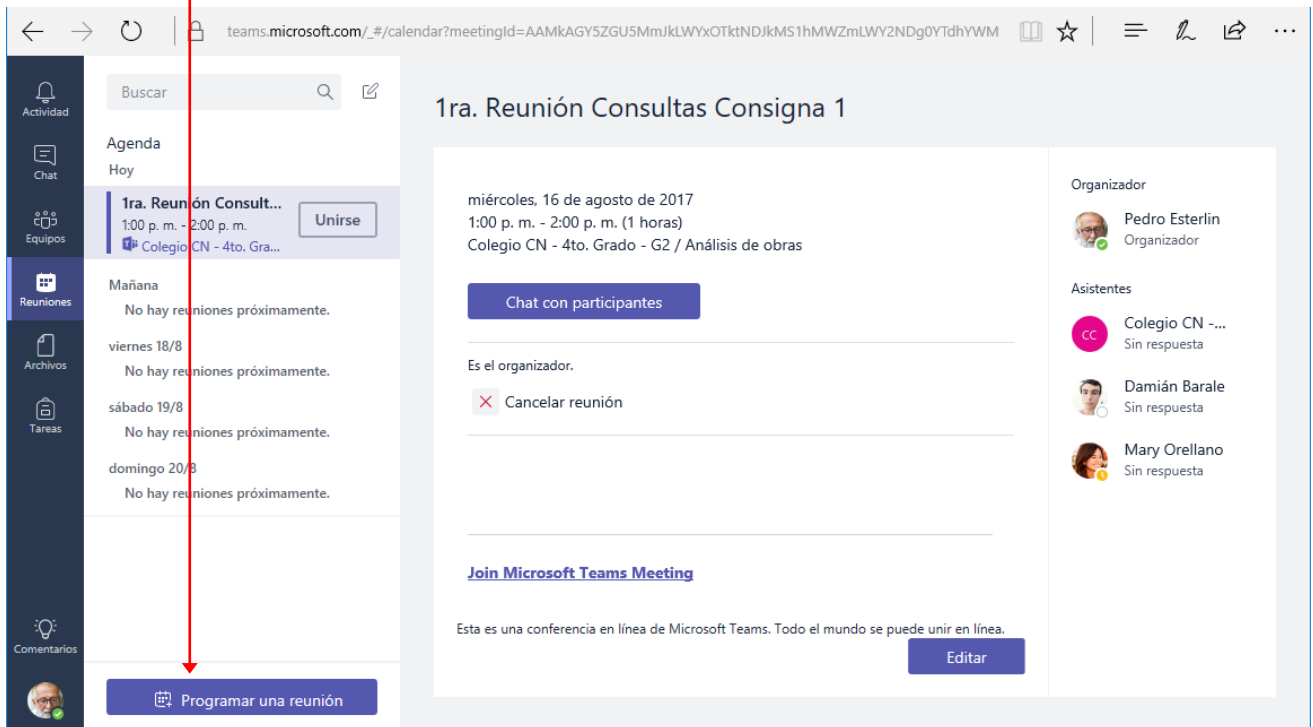 teams.microsoft.com/_#/calendar?meetingId=AAMkAGY5ZGU5MmJkLWYxOTktNDJkMS1hMWZmLWY2NDg0YTdhYWM
Actividad
Chat
Equipos
Reuniones
Archivos
Tareas
Comentarios
Buscar
Agenda
Hoy
1ra. Reunión Consult...
1:00 p. m. - 2:00 p. m.
Colegio CN - 4to. Gra...
Unirse
Mañana
No hay reuniones próximamente.
viernes 18/8
No hay reuniones próximamente.
sábado 19/8
No hay reuniones próximamente.
domingo 20/8
No hay reuniones próximamente.
Programar una reunión
1ra. Reunión Consultas Consigna 1
miércoles, 16 de agosto de 2017
1:00 p. m. - 2:00 p. m. (1 horas)
Colegio CN - 4to. Grado - G2 / Análisis de obras
Chat con participantes
Es el organizador.
Cancelar reunión
Join Microsoft Teams Meeting
Esta es una conferencia en línea de Microsoft Teams. Todo el mundo se puede unir en línea.
Editar
Organizador
Pedro Esterlin
Organizador
Asistentes
CC
Colegio CN -...
Sin respuesta
Damián Barale
Sin respuesta
Mary Orellano
Sin respuesta